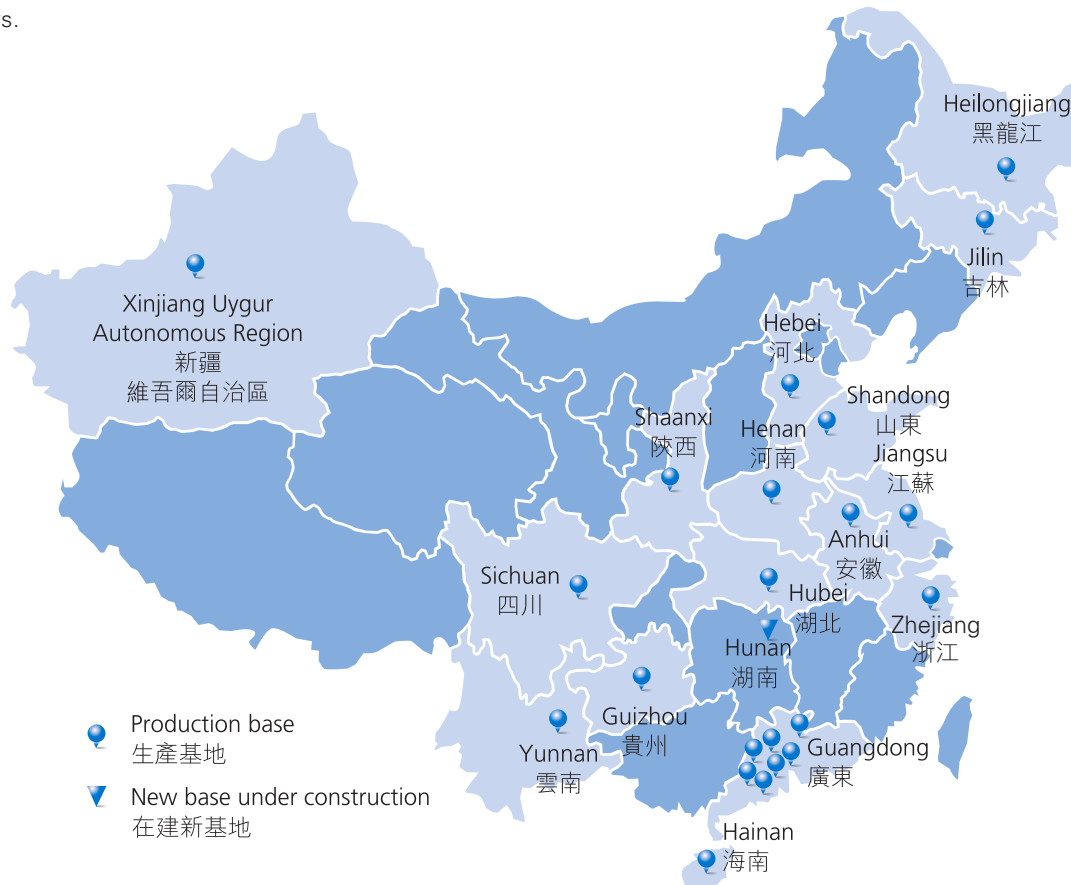 s.
Heilongjiang
黑龍江
Jilin
吉林
Xinjiang Uygur
Autonomous Region
新疆
維吾爾自治區
Hebei
河北
Shandong
山東
Shaanxi
陝西
Henan
河南
Jiangsu
江蘇
Anhui
安徽
Sichuan
四川
Hubei
湖北
Zhejiang
浙江
Hunan
湖南
Guizhou
貴州
Yunnan
雲南
Guangdong
廣東
Hainan
海南
Production base
生產基地
New base under construction
在建新基地